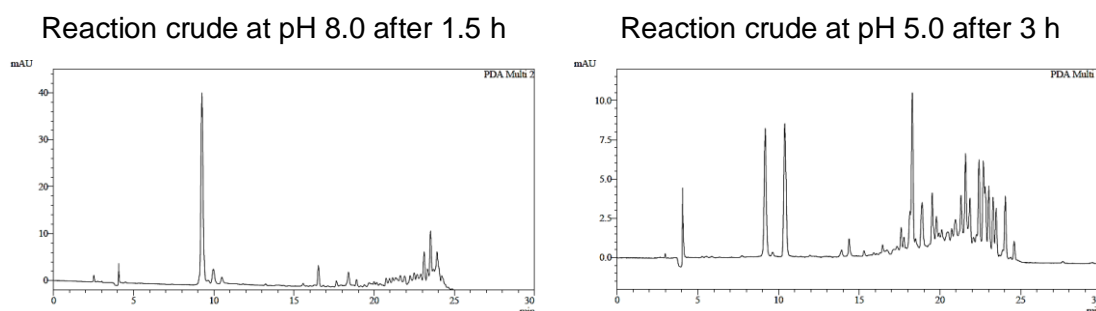 Reaction crude at pH 8.0 after 1.5 h
Reaction crude at pH 5.0 after 3 h
mAU
PDA Multi 2
40
30
20
10
0
0 5 10 15 20 25 30
mAU
PDA Multi
10.0
7.5
5.0
2.5
0.0
0 5 10 15 20 25 30